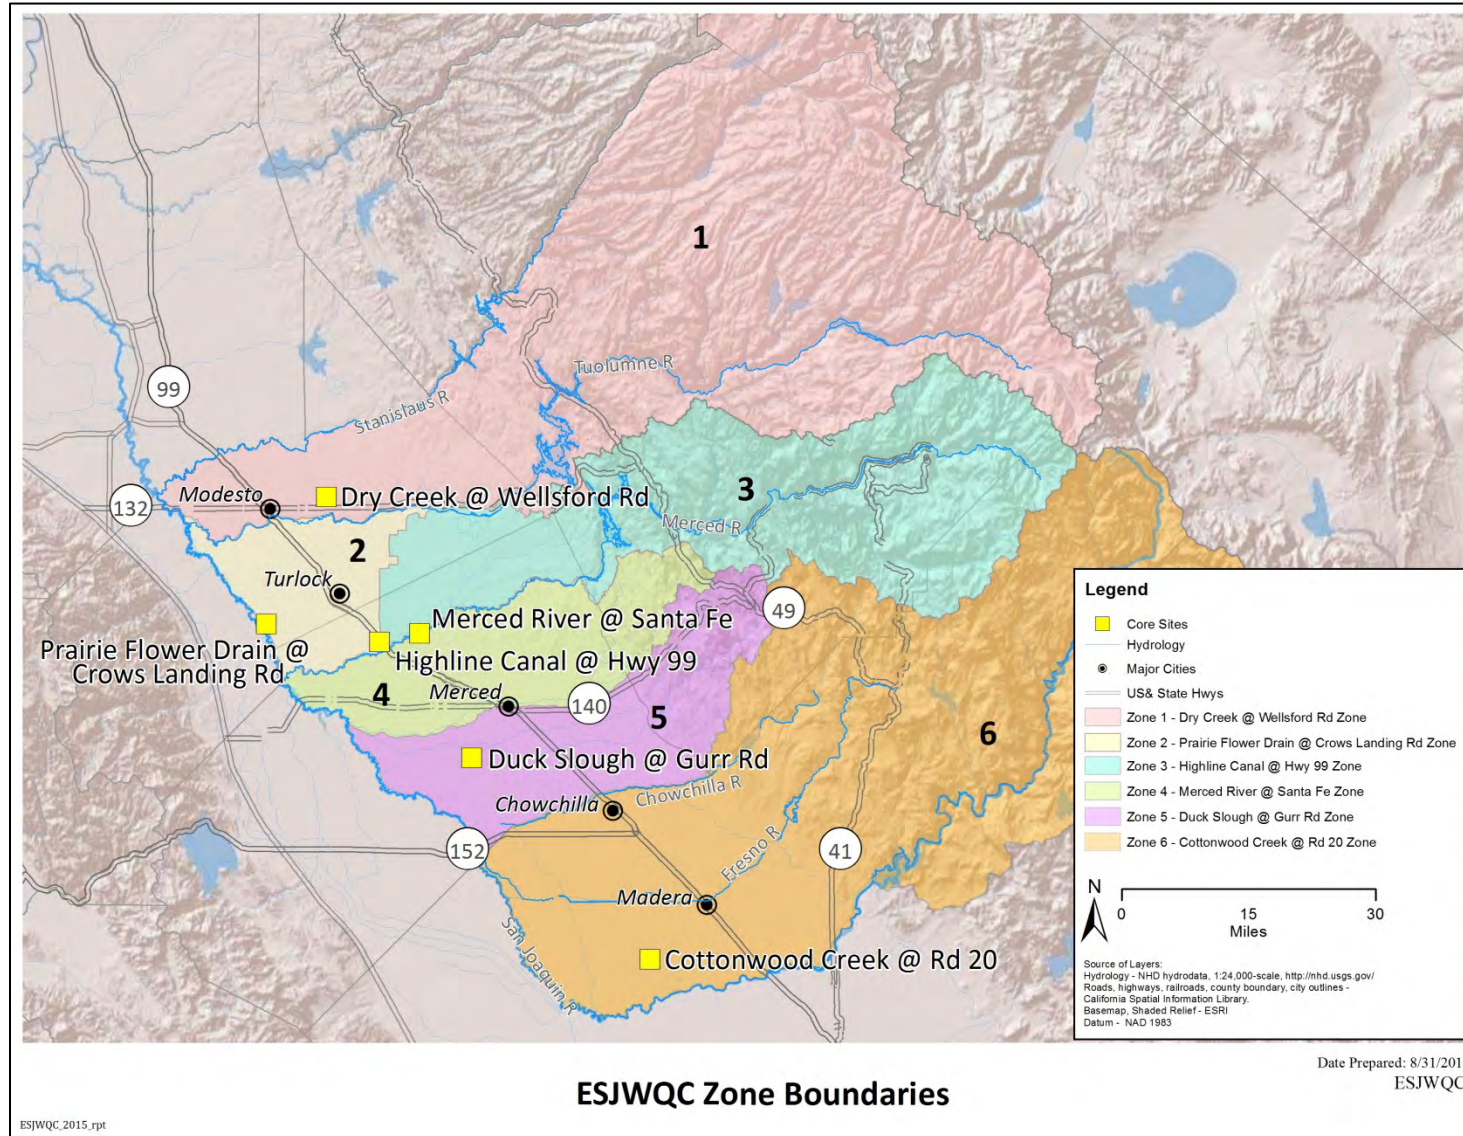 1
Tuolumne R
99
Stanislaus R
3
132
Modesto
Dry Creek @ Wellsford Rd
Merced R
2
Turlock
49
Merced River @ Santa Fe
Prairie Flower Drain @
Crows Landing Rd
Highline Canal @ Hwy 99
4
Merced
140
5
6
Duck Slough @ Gurr Rd
Chowchilla
Chowchilla R
152
41
Fresno R
Madera
San Joaquin R
Cottonwood Creek @ Rd 20
Legend
Core Sites
Hydrology
Major Cities
US& State Hwys
Zone 1 - Dry Creek @ Wellsford Rd Zone
Zone 2 - Prairie Flower Drain @ Crows Landing Rd Zone
Zone 3 - Highline Canal @ Hwy 99 Zone
Zone 4 - Merced River @ Santa Fe Zone
Zone 5 - Duck Slough @ Gurr Rd Zone
Zone 6 - Cottonwood Creek @ Rd 20 Zone
N
0 15 30
Miles
Source of Layers:
Hydrology - NHD hydrodata, 1:24,000-scale, http://nhd.usgs.gov/
Roads, highways, railroads, county boundary, city outlines -
California Spatial Information Library.
Basemap, Shaded Relief - ESRI
Datum - NAD 1983
Date Prepared: 8/31/201
ESJWQC
ESJWQC Zone Boundaries
ESJWQC_2015_rpt